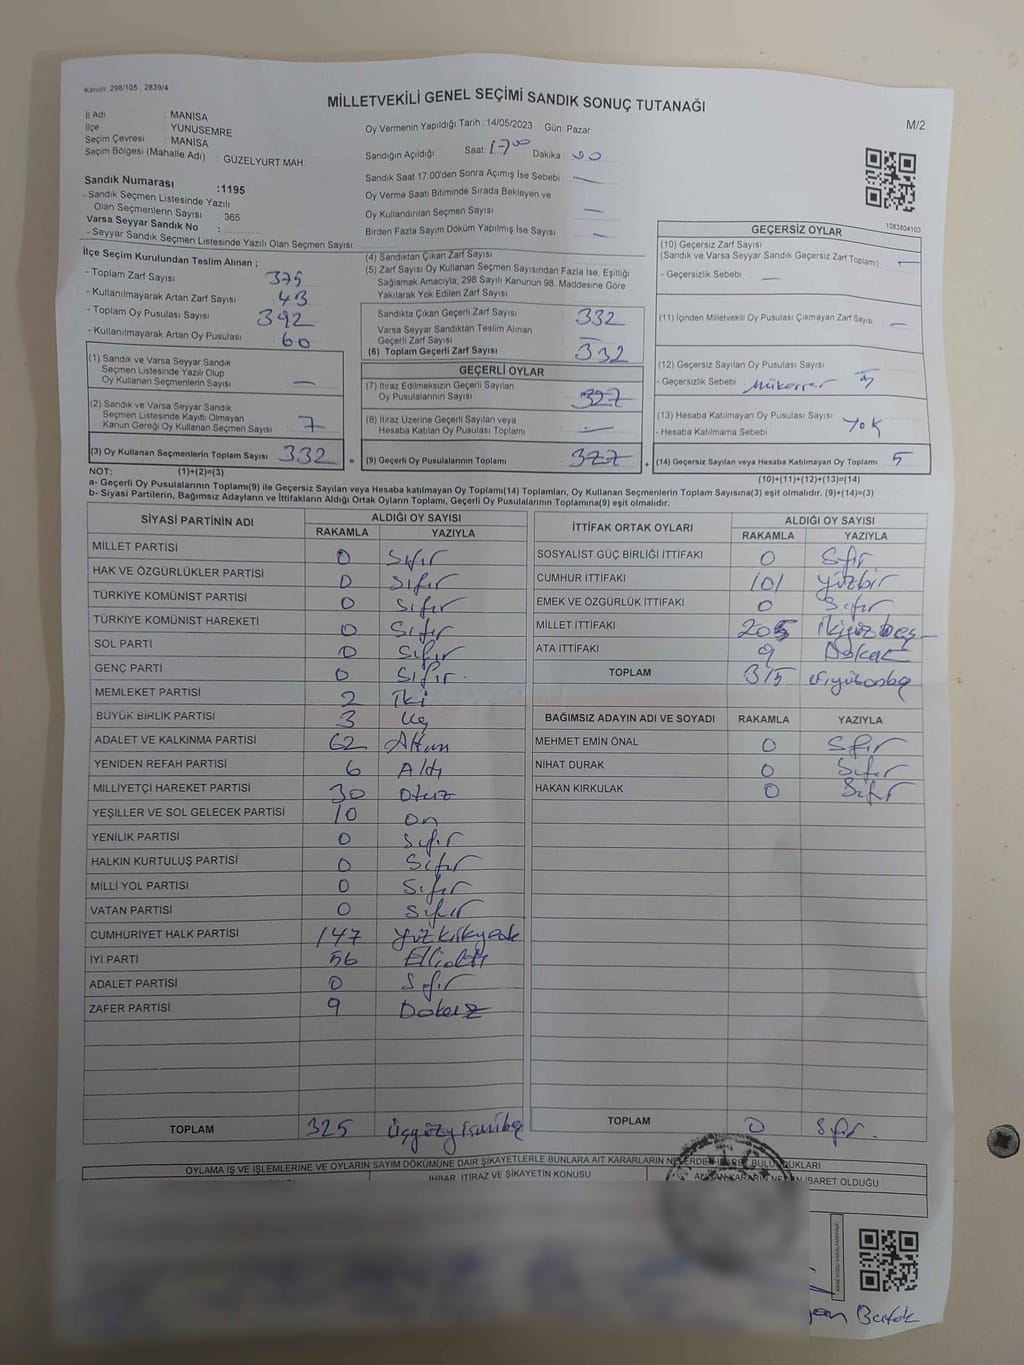 Kanun: 298/105 , 2839/4
MİLLETVEKİLİ GENEL SEÇİMİ SANDIK SONUÇ TUTANAĞI
M/2
İl Adı : MANİSA
İlçe : YUNUSEMRE
Seçim Çevresi : MANİSA
Seçim Bölgesi (Mahalle Adı) : GÜZELYURT MAH.
Sandık Numarası :1195
- Sandık Seçmen Listesinde Yazılı
Olan Seçmenlerin Sayısı : 365
Varsa Seyyar Sandık No :
- Seyyar Sandık Seçmen Listesinde Yazılı Olan Seçmen Sayısı:
Oy Vermenin Yapıldığı Tarih :14/05/2023 Gün Pazar
Sandığın Açıldığı Saat: 17:00 Dakika : 00
Sandık Saat 17:00'den Sonra Açımış İse Sebebi : —
Oy Verme Saati Bitiminde Sırada Bekleyen ve
Oy Kullandırılan Seçmen Sayısı —
Birden Fazla Sayım Döküm Yapılmış İse Sayısı : —
1083804103
İlçe Seçim Kurulundan Teslim Alınan ;
- Toplam Zarf Sayısı 375
- Kullanılmayarak Artan Zarf Sayısı 43
- Toplam Oy Pusulası Sayısı 392
- Kullanılmayarak Artan Oy Pusulası 60
(1) Sandık ve Varsa Seyyar Sandık
Seçmen Listesinde Yazılı Olup
Oy Kullanan Seçmenlerin Sayısı —
(2) Sandık ve Varsa Seyyar Sandık
Seçmen Listesinde Kayıtlı Olmayan
Kanun Gereği Oy Kullanan Seçmen Sayısı 7
(3) Oy Kullanan Seçmenlerin Toplam Sayısı 332 =
(4) Sandıktan Çıkan Zarf Sayısı
(5) Zarf Sayısı Oy Kullanan Seçmen Sayısından Fazla İse, Eşitliği
Sağlamak Amacıyla; 298 Sayılı Kanunun 98. Maddesine Göre
Yakılarak Yok Edilen Zarf Sayısı
Sandıkta Çıkan Geçerli Zarf Sayısı 332
Varsa Seyyar Sandıktan Teslim Alınan
Geçerli Zarf Sayısı —
(6) Toplam Geçerli Zarf Sayısı 332
GEÇERLİ OYLAR
(7) İtiraz Edilmeksizin Geçerli Sayılan
Oy Pusulalarının Sayısı 327
(8) İtiraz Üzerine Geçerli Sayılan veya
Hesaba Katılan Oy Pusulası Toplamı —
(9) Geçerli Oy Pusulalarının Toplamı 327 +
GEÇERSİZ OYLAR
(10) Geçersiz Zarf Sayısı
(Sandık ve Varsa Seyyar Sandık Geçersiz Zarf Toplamı) —
- Geçersizlik Sebebi : —
(11) İçinden Milletvekili Oy Pusulası Çıkmayan Zarf Sayısı —
(12) Geçersiz Sayılan Oy Pusulası Sayısı
- Geçersizlik Sebebi Mükerrer
(13) Hesaba Katılmayan Oy Pusulası Sayısı
- Hesaba Katılmama Sebebi Yok
(14) Geçersiz Sayılan veya Hesaba Katılmayan Oy Toplamı 5
NOT: (1)+(2)=(3) (10)+(11)+(12)+(13)=(14)
a- Geçerli Oy Pusulalarının Toplamı(9) ile Geçersiz Sayılan veya Hesaba katılmayan Oy Toplamı(14) Toplamları, Oy Kullanan Seçmenlerin Toplam Sayısına(3) eşit olmalıdır. (9)+(14)=(3)
b- Siyasi Partilerin, Bağımsız Adayların ve İttifakların Aldığı Ortak Oyların Toplamı, Geçerli Oy Pusulalarının Toplamına(9) eşit olmalıdır.
SİYASİ PARTİNİN ADI ALDIĞI OY SAYISI
RAKAMLA YAZIYLA
MİLLET PARTİSİ 0 Sıfır
HAK VE ÖZGÜRLÜKLER PARTİSİ 0 Sıfır
TÜRKİYE KOMÜNİST PARTİSİ 0 Sıfır
TÜRKİYE KOMÜNİST HAREKETİ 0 Sıfır
SOL PARTİ 0 Sıfır
GENÇ PARTİ 0 Sıfır.
MEMLEKET PARTİSİ 2 İki
BÜYÜK BİRLİK PARTİSİ 3 Üç
ADALET VE KALKINMA PARTİSİ 62
YENİDEN REFAH PARTİSİ 6 Altı
MİLLİYETÇİ HAREKET PARTİSİ 30 Otuz
YEŞİLLER VE SOL GELECEK PARTİSİ 10 On
YENİLİK PARTİSİ 0 Sıfır
HALKIN KURTULUŞ PARTİSİ 0 Sıfır
MİLLİ YOL PARTİSİ 0 Sıfır
VATAN PARTİSİ 0 Sıfır
CUMHURİYET HALK PARTİSİ 147 Yüzkırkyedi
İYİ PARTİ 56 Ellialtı
ADALET PARTİSİ 0 Sıfır
ZAFER PARTİSİ 9 Dokuz
TOPLAM 325 Üçyüzyirmibeş
İTTİFAK ORTAK OYLARI ALDIĞI OY SAYISI
RAKAMLA YAZIYLA
SOSYALİST GÜÇ BİRLİĞİ İTTİFAKI 0 Sıfır
CUMHUR İTTİFAKI 101 Yüzbir
EMEK VE ÖZGÜRLÜK İTTİFAKI 0 Sıfır
MİLLET İTTİFAKI 205 İkiyüzbeş
ATA İTTİFAKI 9 Dokuz
TOPLAM 315 Üçyüzonbeş
BAĞIMSIZ ADAYIN ADI VE SOYADI RAKAMLA YAZIYLA
MEHMET EMİN ÖNAL 0 Sıfır
NİHAT DURAK 0 Sıfır
HAKAN KIRKULAK 0 Sıfır
TOPLAM 0 Sıfır.
OYLAMA İŞ VE İŞLEMLERİNE VE OYLARIN SAYIM DÖKÜMÜNE DAİR ŞİKAYETLERLE BUNLARA AİT KARARLARIN NELERDEN İBARET BULUNDUKLARI
İHBAR, İTİRAZ VE ŞİKAYETİN KONUSU